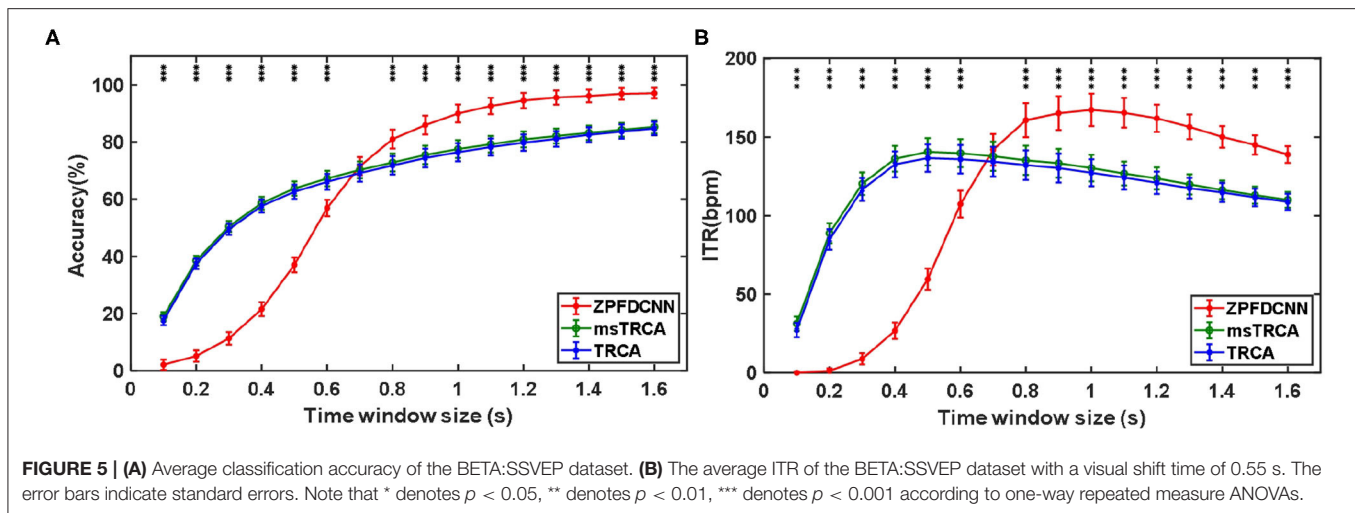 A
*** *** *** *** *** *** *** *** *** *** *** *** *** *** ***
Accuracy(%)
100
80
60
40
20
0
ZPFDCNN
msTRCA
TRCA
0 0.2 0.4 0.6 0.8 1 1.2 1.4 1.6
Time window size (s)
B
*** *** *** *** *** *** *** *** *** *** *** *** *** *** ***
ITR(bpm)
200
150
100
50
0
ZPFDCNN
msTRCA
TRCA
0 0.2 0.4 0.6 0.8 1 1.2 1.4 1.6
Time window size (s)
FIGURE 5 | (A) Average classification accuracy of the BETA:SSVEP dataset. (B) The average ITR of the BETA:SSVEP dataset with a visual shift time of 0.55 s. The
error bars indicate standard errors. Note that * denotes p < 0.05, ** denotes p < 0.01, *** denotes p < 0.001 according to one-way repeated measure ANOVAs.